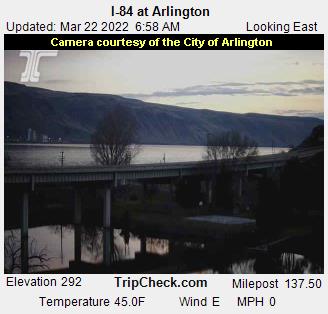 I-84 at Arlington
Updated: Mar 22 2022 6:58 AM Looking East
Camera courtesy of the City of Arlington
Elevation 292 TripCheck.com Milepost 137.50
Temperature 45.0F Wind E MPH 0